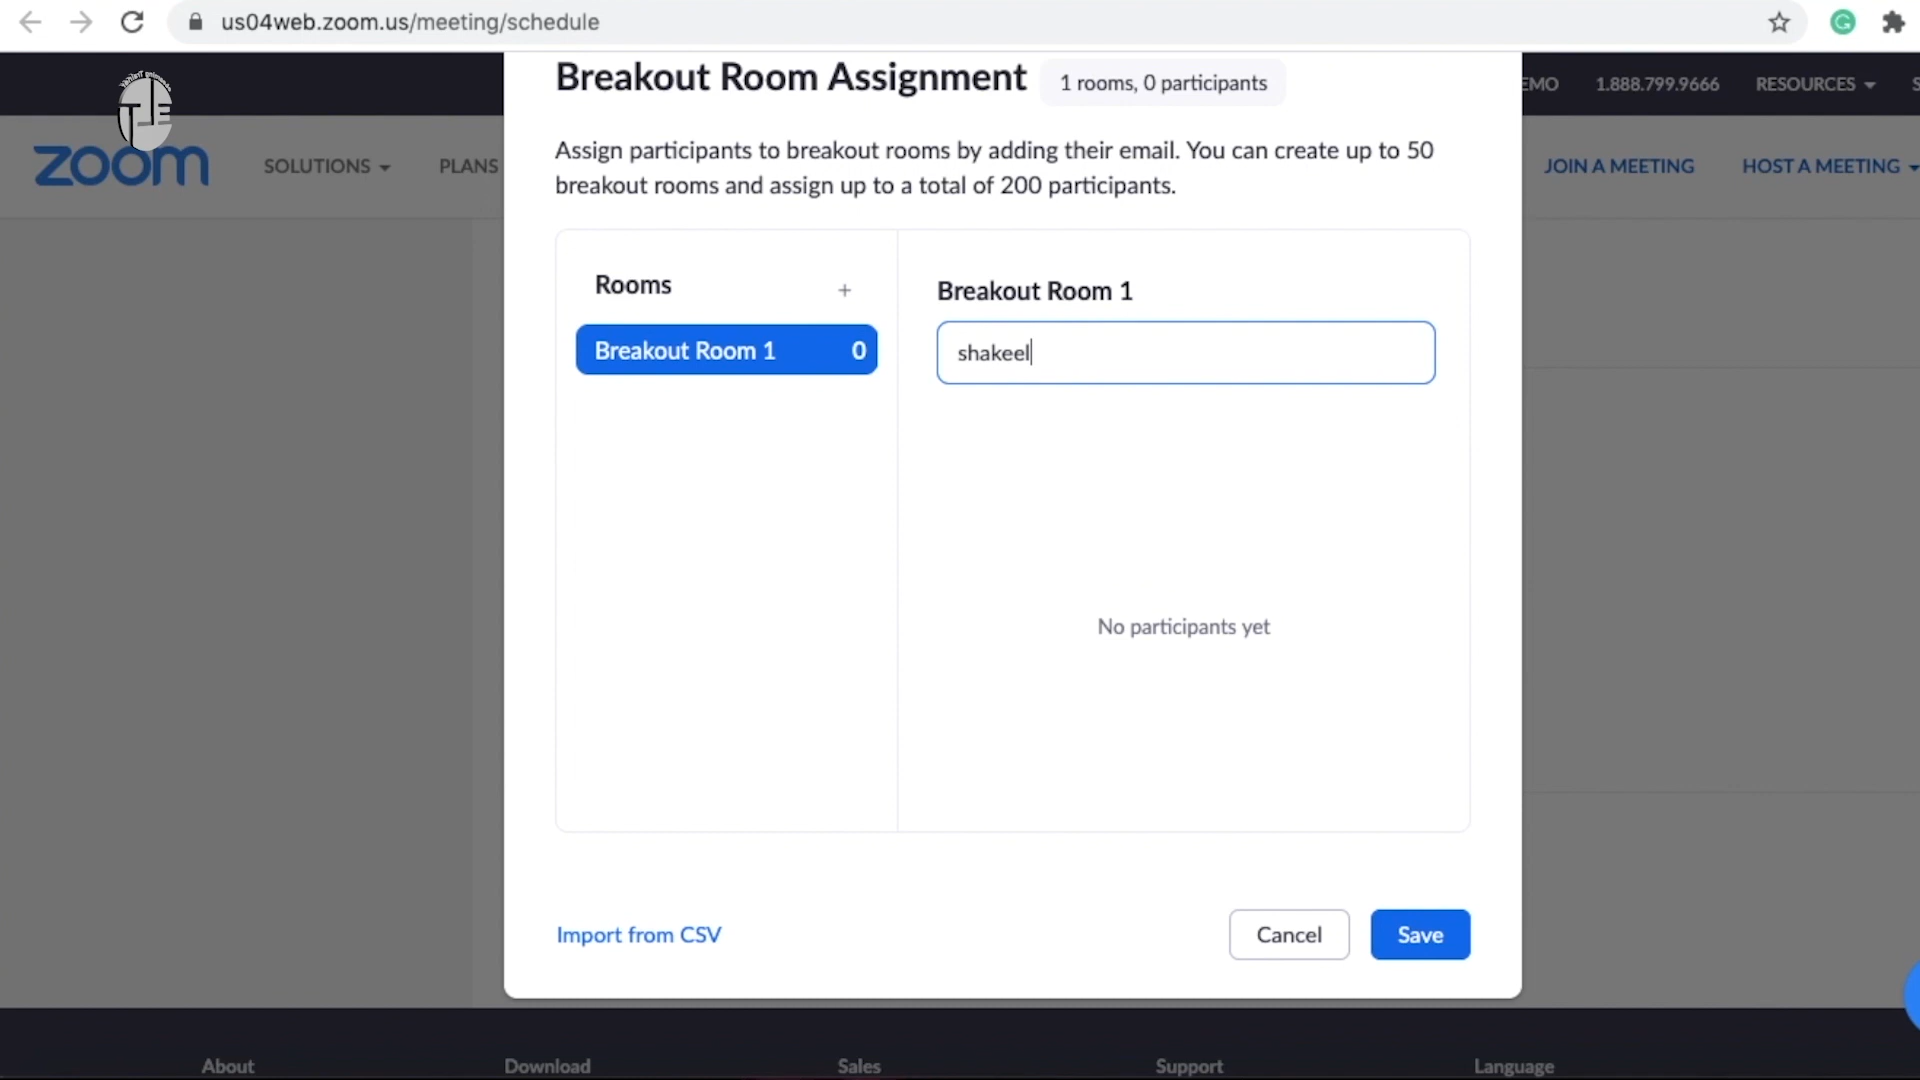 us04web.zoom.us/meeting/schedule
Breakout Room Assignment
1 rooms, 0 participants
EMO
1.888.799.9666
RESOURCES
S
zoom
SOLUTIONS
PLANS
JOIN A MEETING
HOST A MEETING
Assign participants to breakout rooms by adding their email. You can create up to 50
breakout rooms and assign up to a total of 200 participants.
Rooms
+
Breakout Room 1
0
Breakout Room 1
shakeel
No participants yet
Import from CSV
Cancel
Save
About
Download
Sales
Support
Language